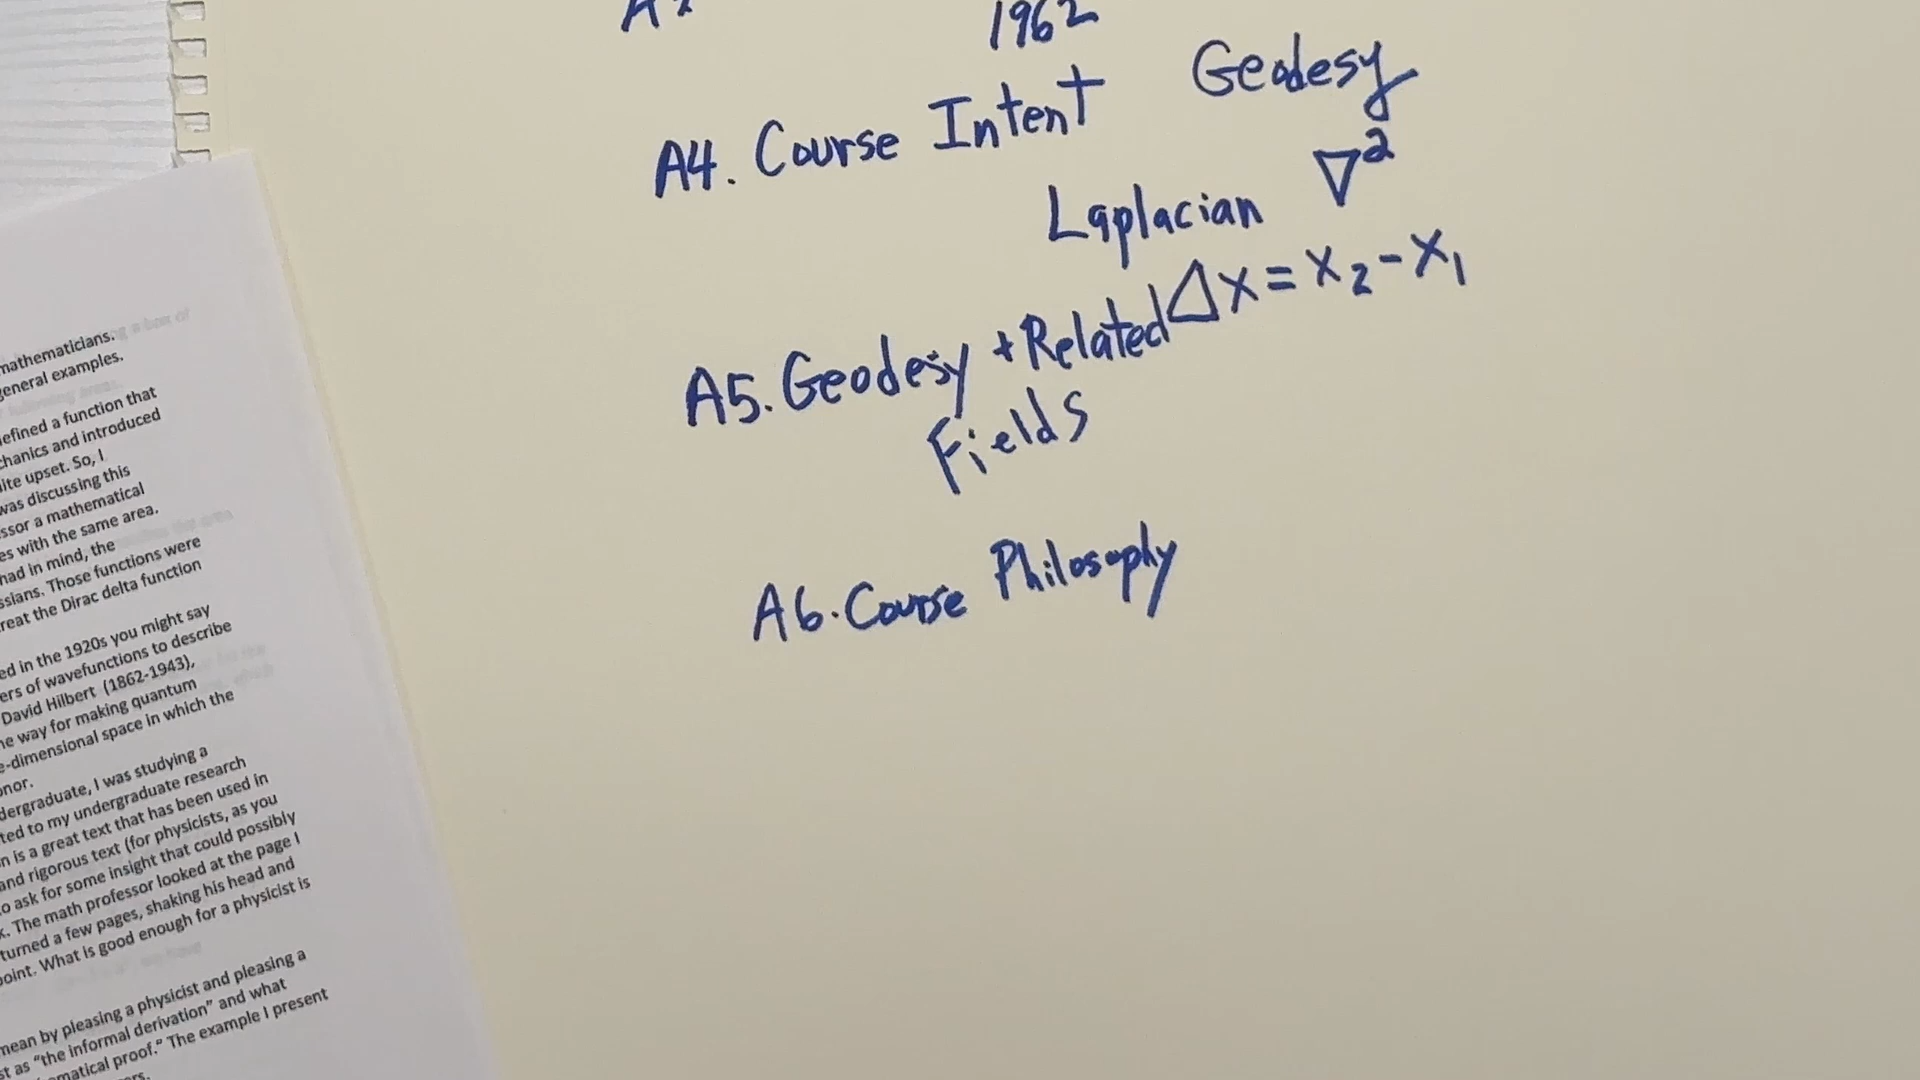 1962
Geodesy
A4. Course Intent
∇²
Laplacian
Δx = x₂ - x₁
A5. Geodesy + Related
Fields
A6. Course Philosophy
mathematicians.
general examples.
defined a function that
chanics and introduced
ite upset. So, I
was discussing this
ssor a mathematical
es with the same area.
had in mind, the
ssians. Those functions were
reat the Dirac delta function
ed in the 1920s you might say
ers of wavefunctions to describe
David Hilbert (1862-1943),
he way for making quantum
e-dimensional space in which the
onor.
dergraduate, I was studying a
ted to my undergraduate research
n is a great text that has been used in
and rigorous text (for physicists, as you
o ask for some insight that could possibly
k. The math professor looked at the page I
turned a few pages, shaking his head and
point. What is good enough for a physicist is
mean by pleasing a physicist and pleasing a
st as "the informal derivation" and what
ematical proof." The example I present